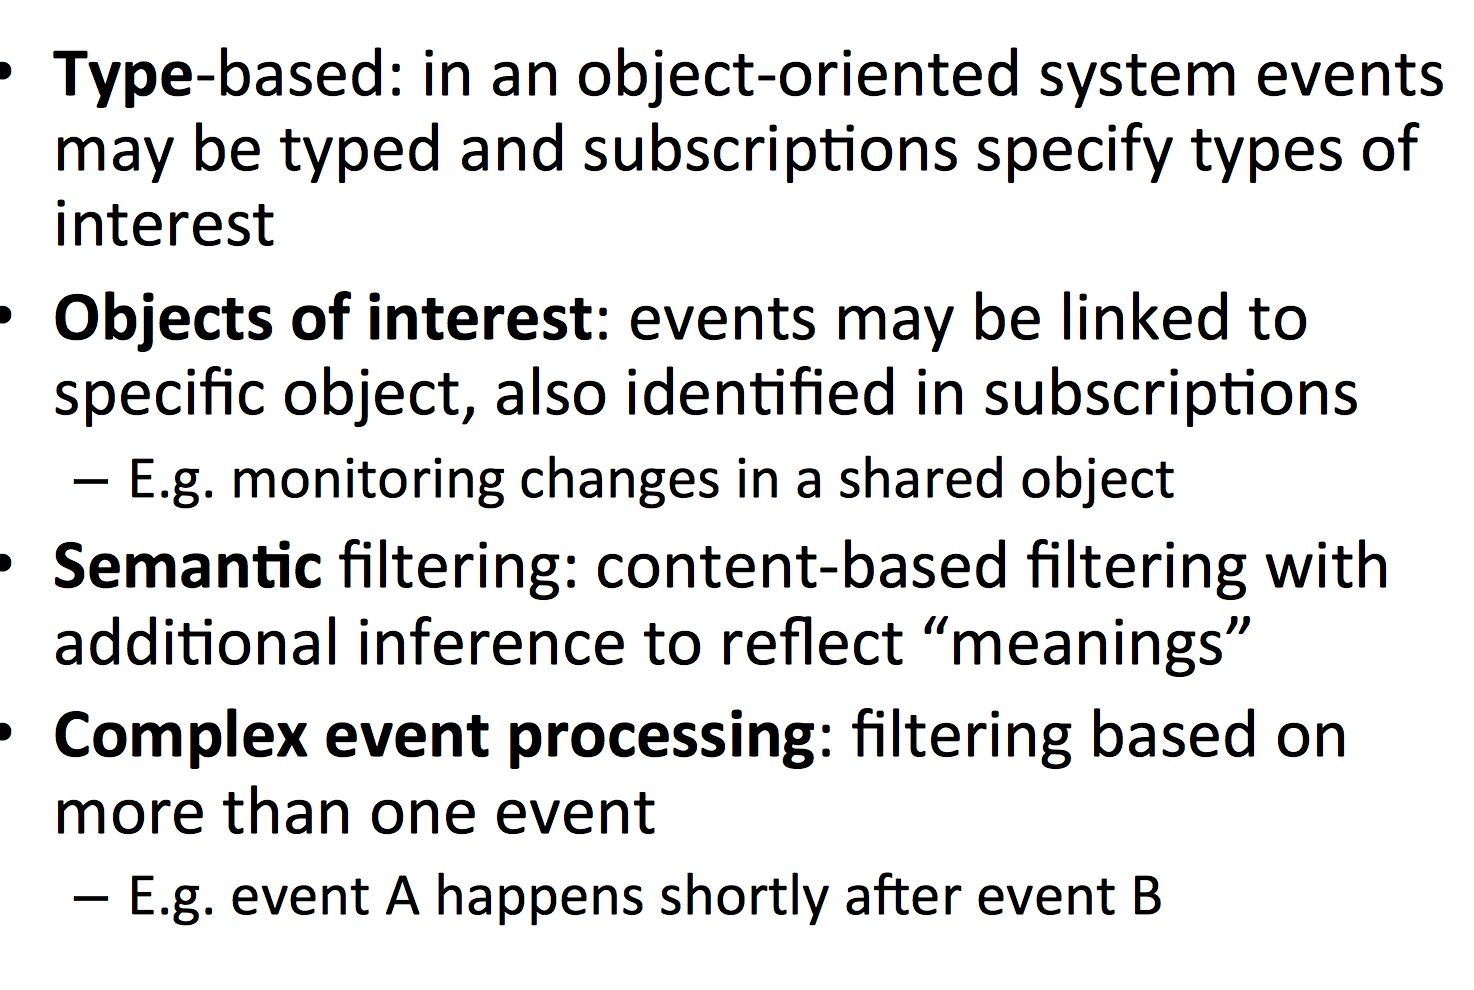 • Type-based: in an object-oriented system events
may be typed and subscriptions specify types of
interest
• Objects of interest: events may be linked to
specific object, also identified in subscriptions
– E.g. monitoring changes in a shared object
• Semantic filtering: content-based filtering with
additional inference to reflect “meanings”
• Complex event processing: filtering based on
more than one event
– E.g. event A happens shortly after event B